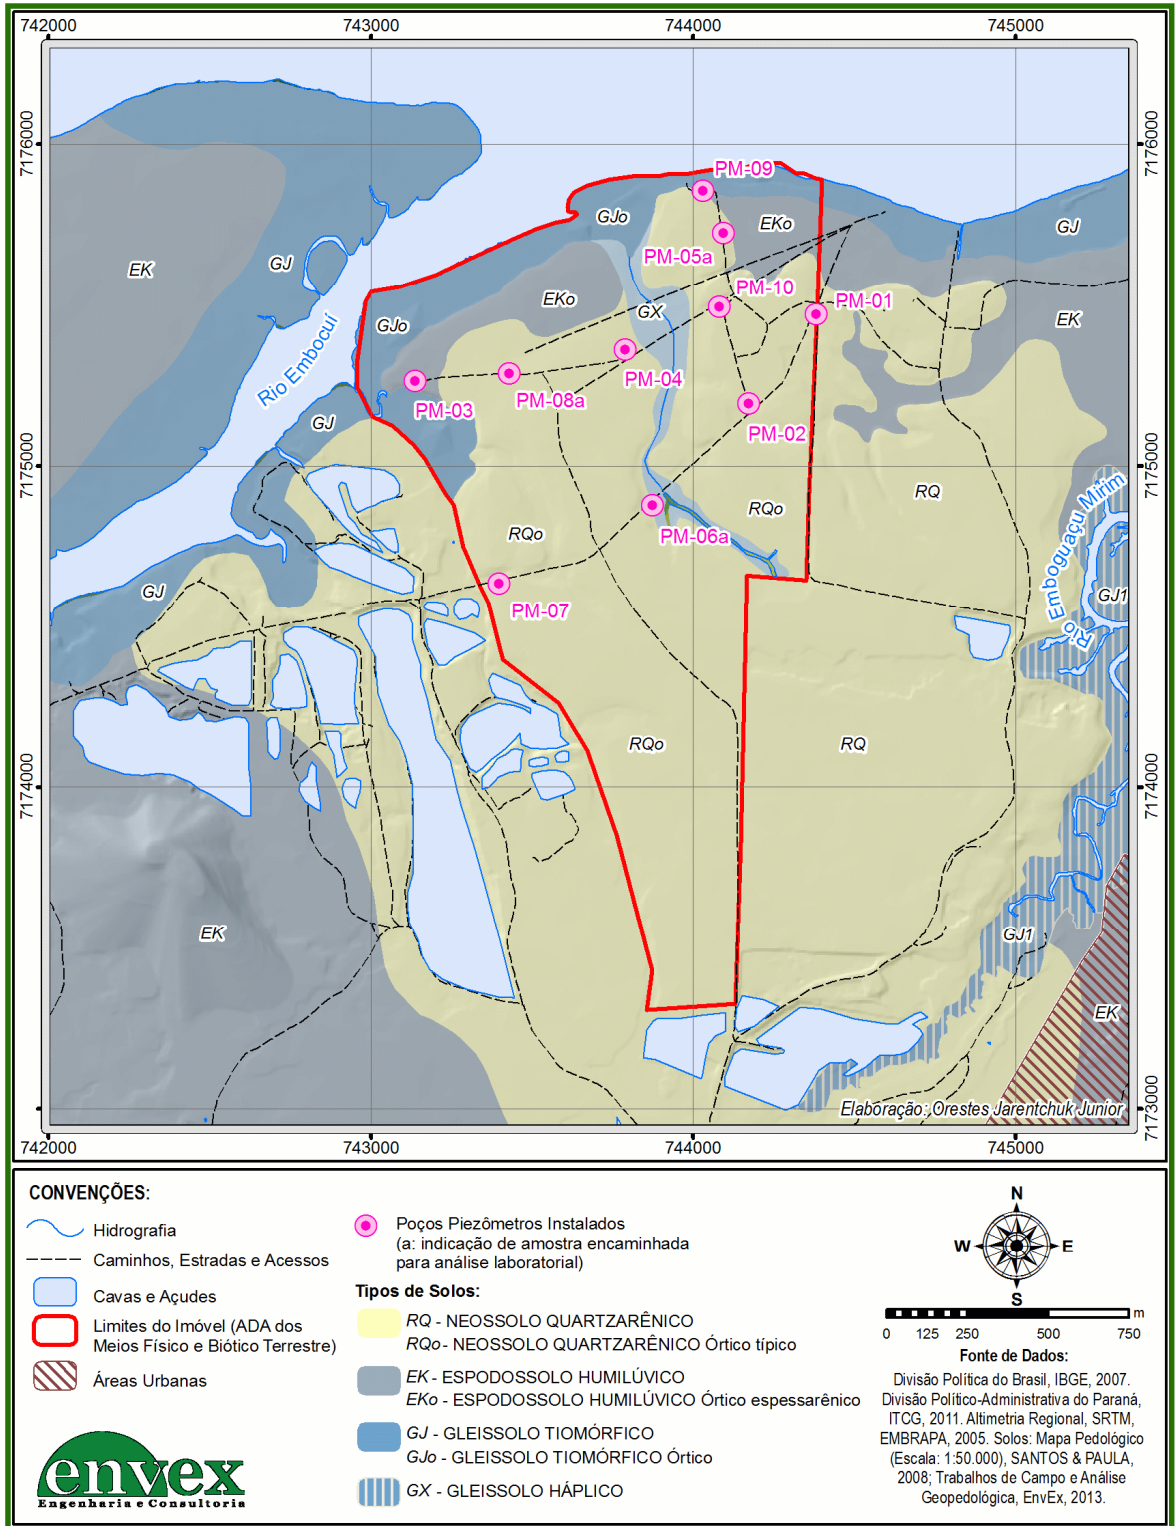 742000
743000
744000
745000
7176000
7176000
7175000
7175000
7174000
7174000
7173000
7173000
PM-09
GJo
EKo
GJ
EK
GJ
PM-05a
EKo
PM-10
GX
PM-01
GJo
EK
Rio Embocuí
PM-04
PM-08a
PM-03
GJ
PM-02
RQ
RQo
PM-06a
RQo
Rio Emboguaçu Mirim
GJ
PM-07
GJ1
RQo
RQ
EK
GJ1
EK
Elaboração: Orestes Jarentchuk Junior
742000
743000
744000
745000
CONVENÇÕES:
Hidrografia
Caminhos, Estradas e Acessos
Cavas e Açudes
Limites do Imóvel (ADA dos
Meios Físico e Biótico Terrestre)
Áreas Urbanas
envex
Engenharia e Consultoria
Poços Piezômetros Instalados
(a: indicação de amostra encaminhada
para análise laboratorial)
Tipos de Solos:
RQ - NEOSSOLO QUARTZARÊNICO
RQo- NEOSSOLO QUARTZARÊNICO Órtico típico
EK - ESPODOSSOLO HUMILÚVICO
EKo - ESPODOSSOLO HUMILÚVICO Órtico espessarênico
GJ - GLEISSOLO TIOMÓRFICO
GJo - GLEISSOLO TIOMÓRFICO Órtico
GX - GLEISSOLO HÁPLICO
N
W
E
S
m
0 125 250 500 750
Fonte de Dados:
Divisão Política do Brasil, IBGE, 2007.
Divisão Político-Administrativa do Paraná,
ITCG, 2011. Altimetria Regional, SRTM,
EMBRAPA, 2005. Solos: Mapa Pedológico
(Escala: 1:50.000), SANTOS & PAULA,
2008; Trabalhos de Campo e Análise
Geopedológica, EnvEx, 2013.